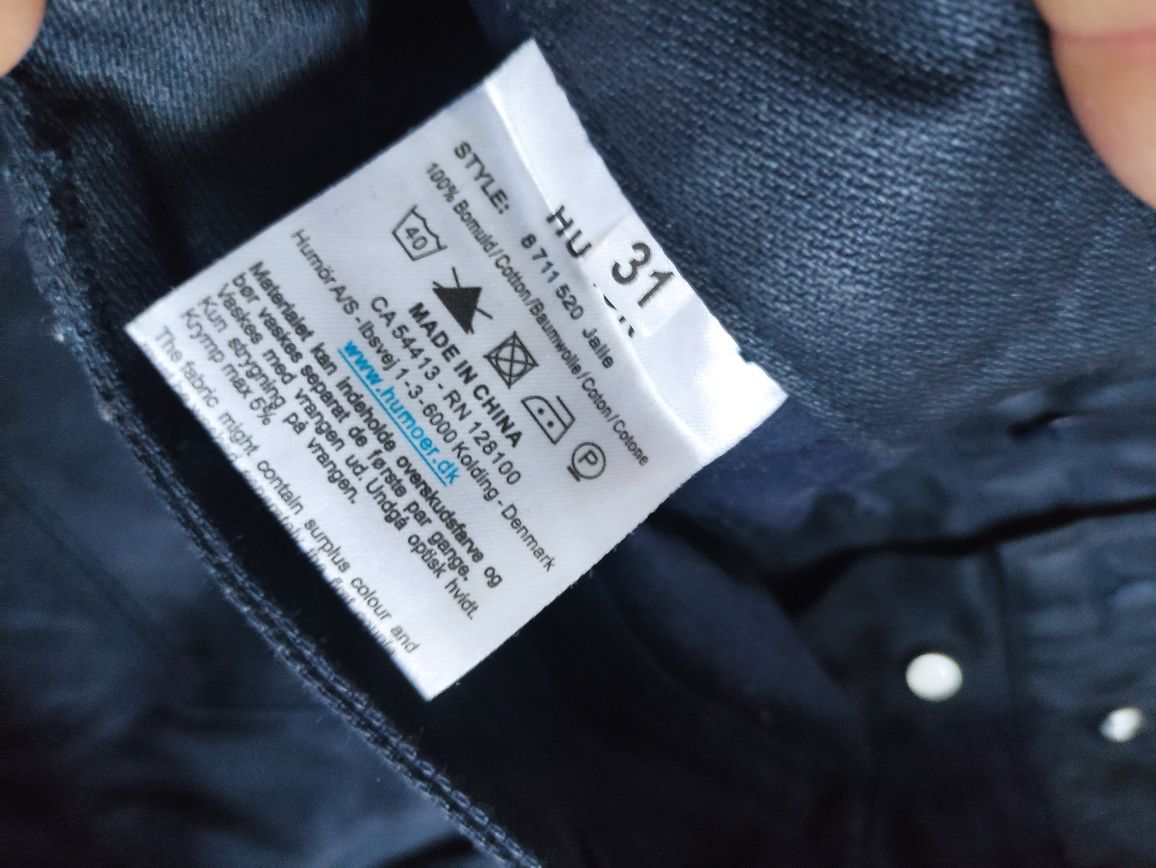 31
HU
STYLE: 8711 520 Jalile
100% Bomuld/Cotton/Baumwolle/Coton/Cotone
40
P
MADE IN CHINA
CA 54413 - RN 128100
Humör A/S - Ibsvej 1-3 - 6000 Kolding - Denmark
www.humoer.dk
Materialet kan indeholde overskudsfarve og
bør vaskes separat de første par gange.
Vaskes med vrangen ud. Undgå optisk hvidt.
Kun strygning på vrangen.
Krymp max 5%
The fabric might contain surplus colour and